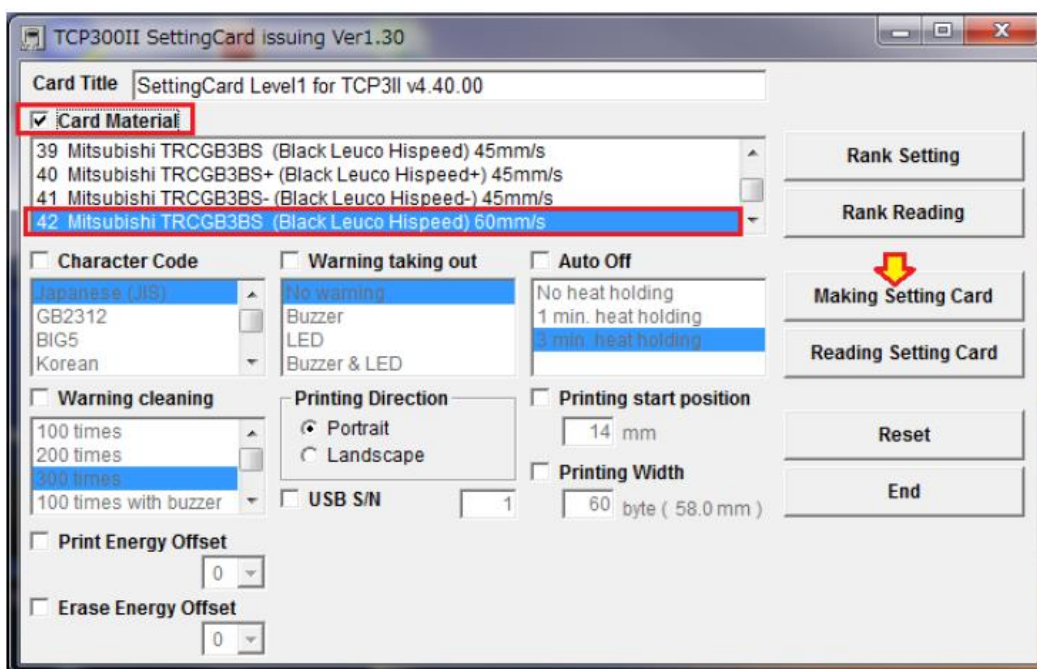 TCP300II SettingCard issuing Ver1.30
Card Title SettingCard Level1 for TCP3II v4.40.00
Card Material
39 Mitsubishi TRCGB3BS (Black Leuco Hispeed) 45mm/s
40 Mitsubishi TRCGB3BS+ (Black Leuco Hispeed+) 45mm/s
41 Mitsubishi TRCGB3BS- (Black Leuco Hispeed-) 45mm/s
42 Mitsubishi TRCGB3BS (Black Leuco Hispeed) 60mm/s
Rank Setting
Rank Reading
Character Code
Japanese (JIS)
GB2312
BIG5
Korean
Warning taking out
No warning
Buzzer
LED
Buzzer & LED
Auto Off
No heat holding
1 min. heat holding
3 min. heat holding
Making Setting Card
Reading Setting Card
Warning cleaning
100 times
200 times
300 times
100 times with buzzer
Printing Direction
Portrait
Landscape
USB S/N 1
Printing start position
14 mm
Printing Width
60 byte ( 58.0 mm )
Reset
End
Print Energy Offset
0
Erase Energy Offset
0